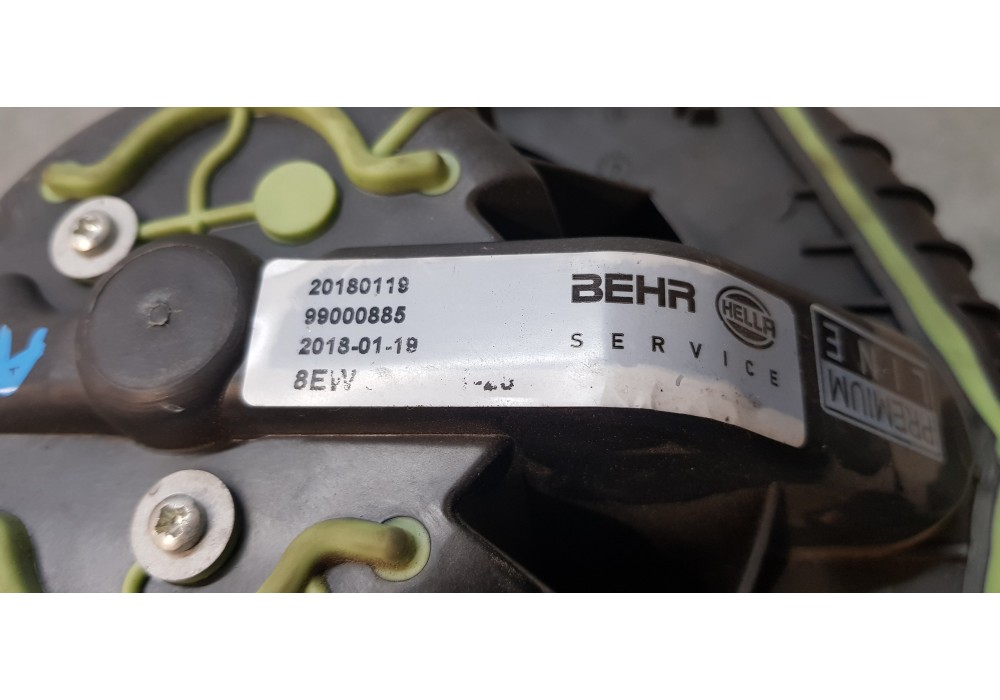 20180119
99000885
2018-01-19
8EW
BEHR HELLA
SERVICE
PREMIUM
LINE